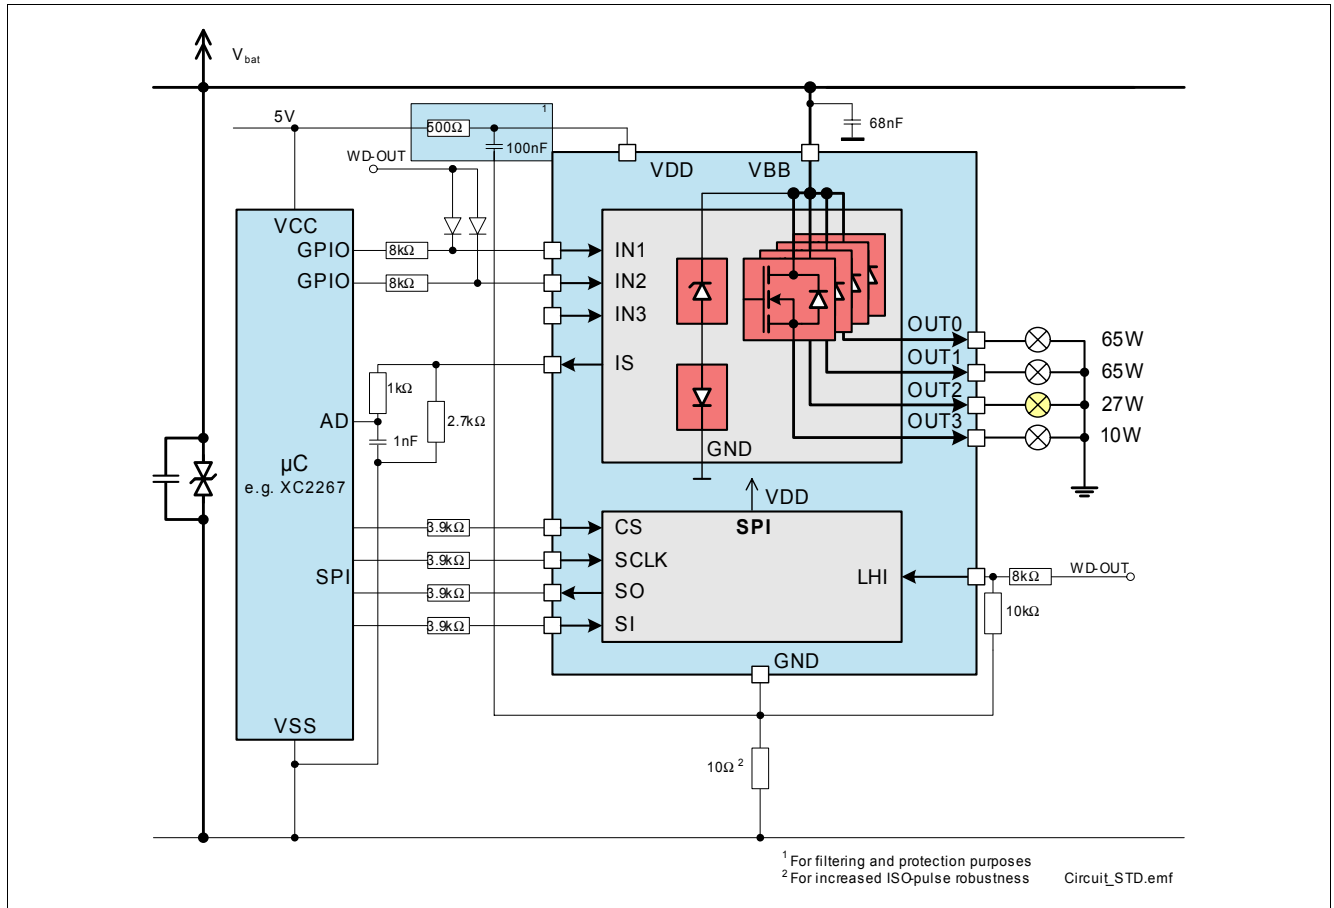 Vbat
5V
1
500Ω
100nF
68nF
WD-OUT
VDD
VBB
VCC
GPIO
8kΩ
IN1
GPIO
8kΩ
IN2
IN3
OUT0
65W
IS
OUT1
65W
1kΩ
OUT2
27W
AD
2.7kΩ
OUT3
10W
1nF
GND
µC
e.g. XC2267
VDD
3.9kΩ
CS
SPI
3.9kΩ
SCLK
SPI
LHI
8kΩ
WD-OUT
3.9kΩ
SO
10kΩ
3.9kΩ
SI
GND
VSS
10Ω 2
1 For filtering and protection purposes
2 For increased ISO-pulse robustness
Circuit_STD.emf